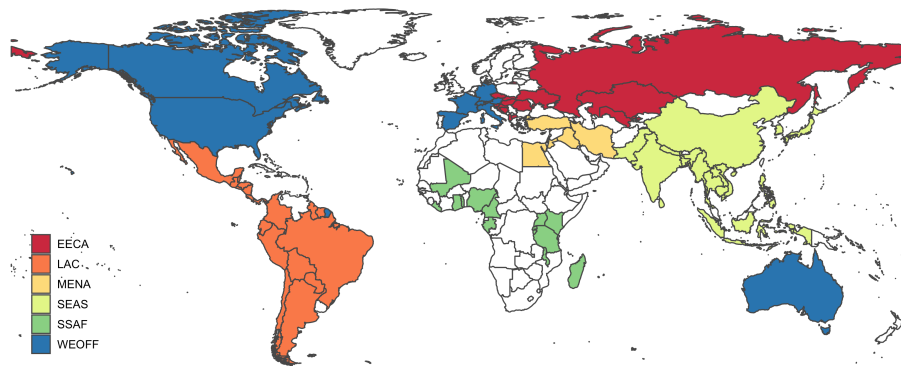 EECA
LAC
MENA
SEAS
SSAF
WEOFF